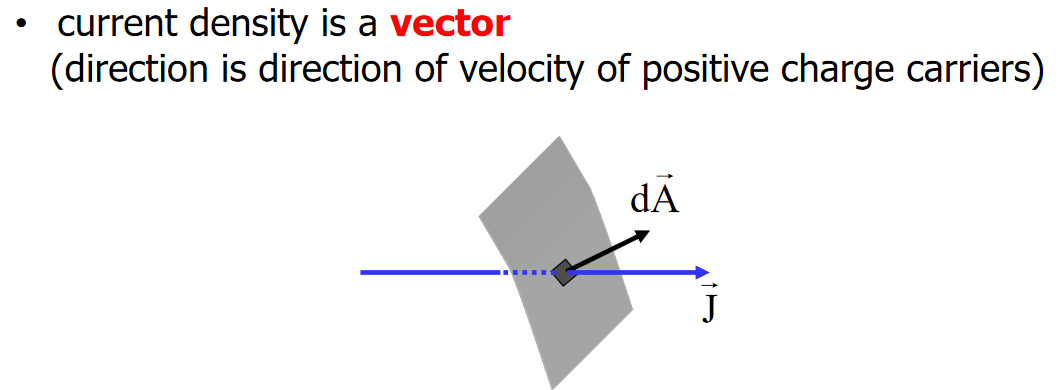 • current density is a vector
(direction is direction of velocity of positive charge carriers)
dA⃗
J⃗